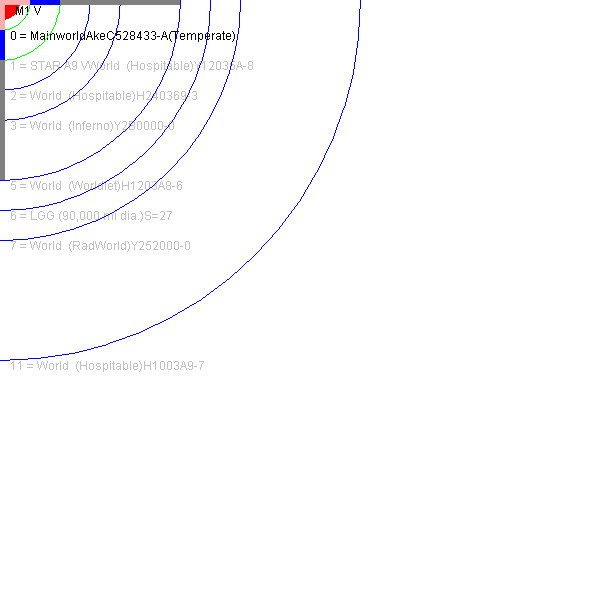 M1 V
0 = MainworldAkeC528433-A(Temperate)
1 = STAR A9 VWorld (Hospitable)Y12035A-8
2 = World (Hospitable)H240369-3
3 = World (Inferno)Y2B0000-0
5 = World (Worldlet)H1203A8-6
6 = LGG (90,000 mi dia.)S=27
7 = World (RadWorld)Y252000-0
11 = World (Hospitable)H1003A9-7